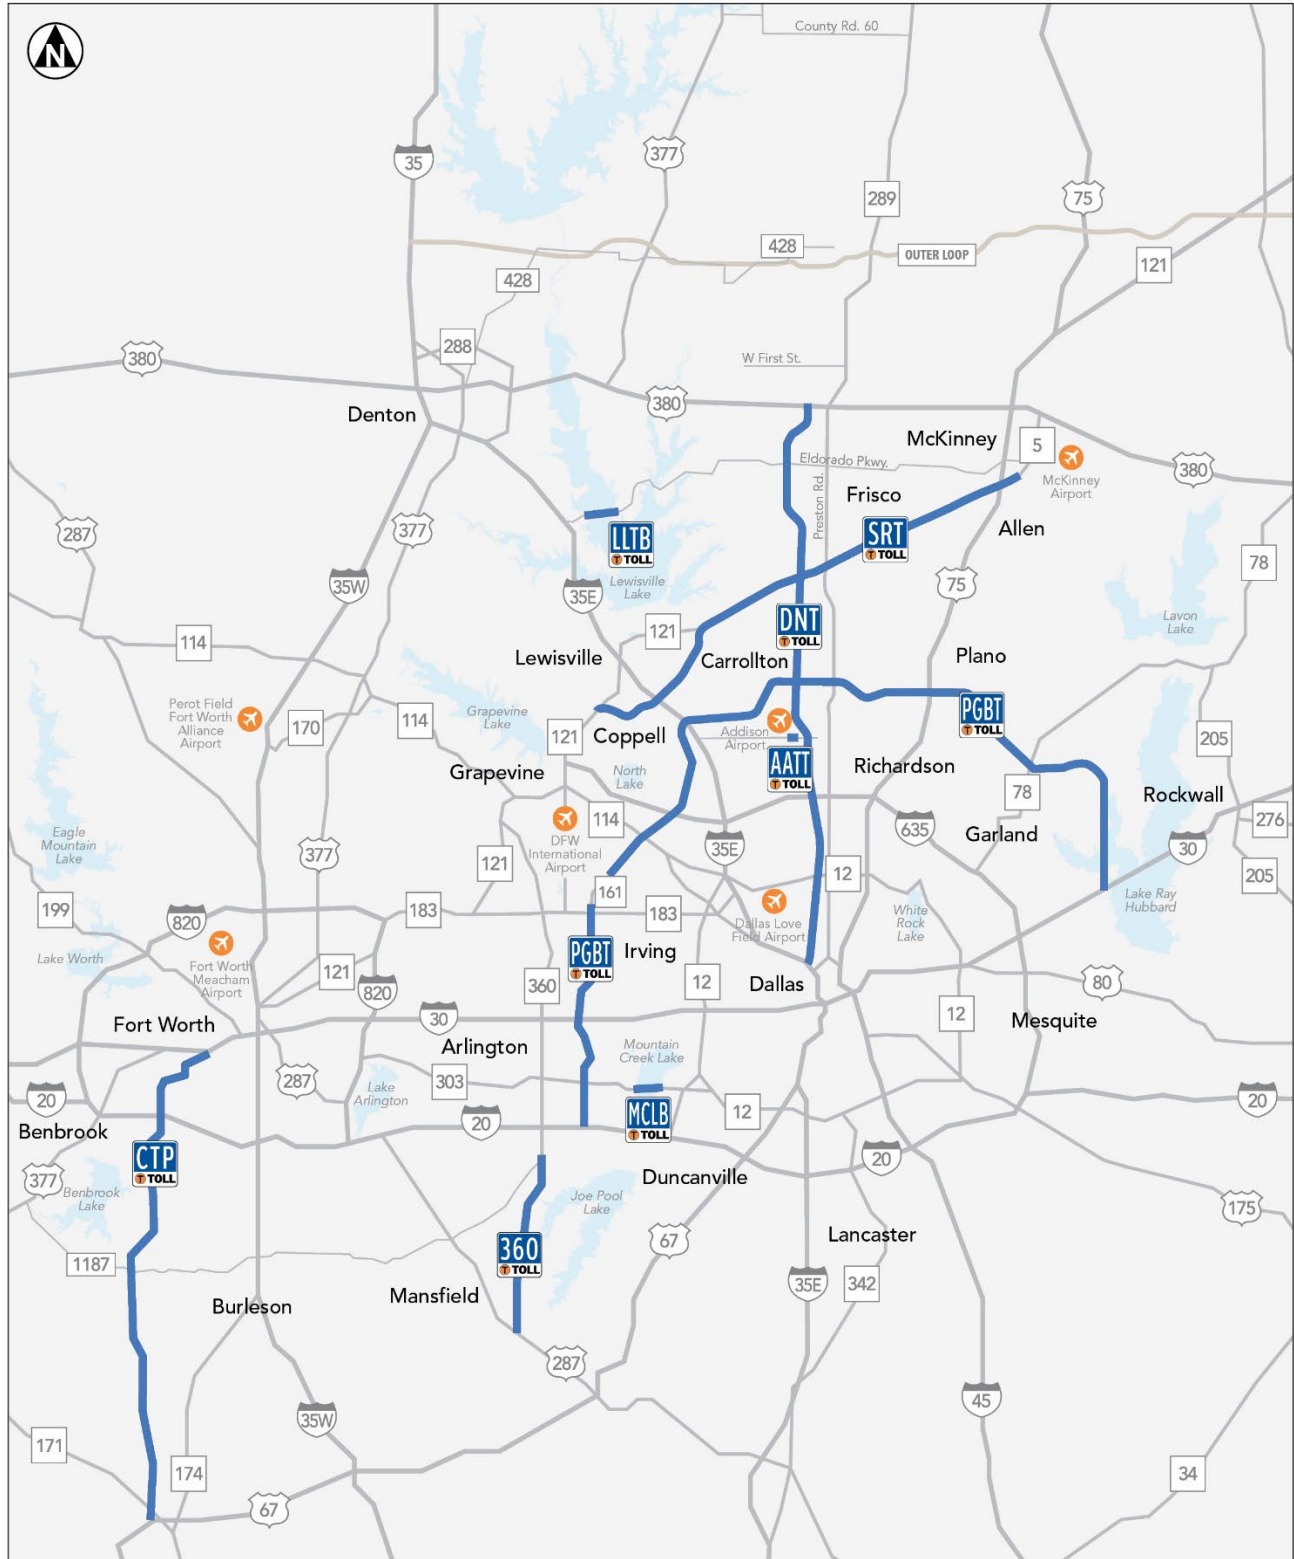 N
County Rd. 60
377
35
75
289
428
OUTER LOOP
121
428
288
W First St.
380
380
Denton
McKinney
5
Eldorado Pkwy.
McKinney
Airport
380
Preston Rd.
Frisco
287
377
LLTB
T TOLL
SRT
T TOLL
Allen
35W
Lewisville
Lake
35E
75
78
DNT
T TOLL
Lavon
Lake
114
121
Lewisville
Carrollton
Plano
Perot Field
Fort Worth
Alliance
Airport
170
114
Grapevine
Lake
121
Coppell
Addison
Airport
PGBT
T TOLL
205
Grapevine
North
Lake
AATT
T TOLL
Richardson
78
Rockwall
Eagle
Mountain
Lake
DFW
International
Airport
114
635
Garland
276
377
121
35E
12
30
161
205
199
820
183
183
Dallas Love
Field Airport
White
Rock
Lake
Lake Ray
Hubbard
Lake Worth
Fort Worth
Meacham
Airport
121
820
360
PGBT
T TOLL
Irving
12
Dallas
80
12
Fort Worth
30
Arlington
Mesquite
Mountain
Creek Lake
287
Lake
Arlington
303
20
20
MCLB
T TOLL
12
20
Benbrook
20
CTP
T TOLL
377
Benbrook
Lake
Duncanville
Joe Pool
Lake
175
67
Lancaster
1187
360
T TOLL
35E
342
Burleson
Mansfield
287
45
35W
171
174
34
67